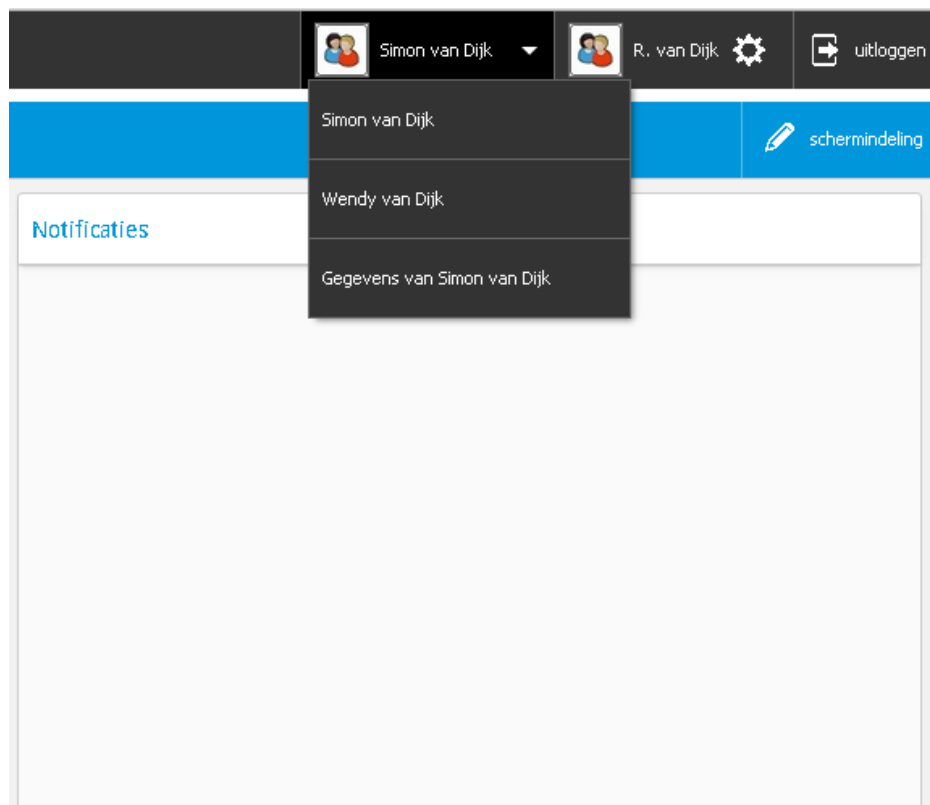 Simon van Dijk
R. van Dijk
uitloggen
Simon van Dijk
schermindeling
Wendy van Dijk
Notificaties
Gegevens van Simon van Dijk